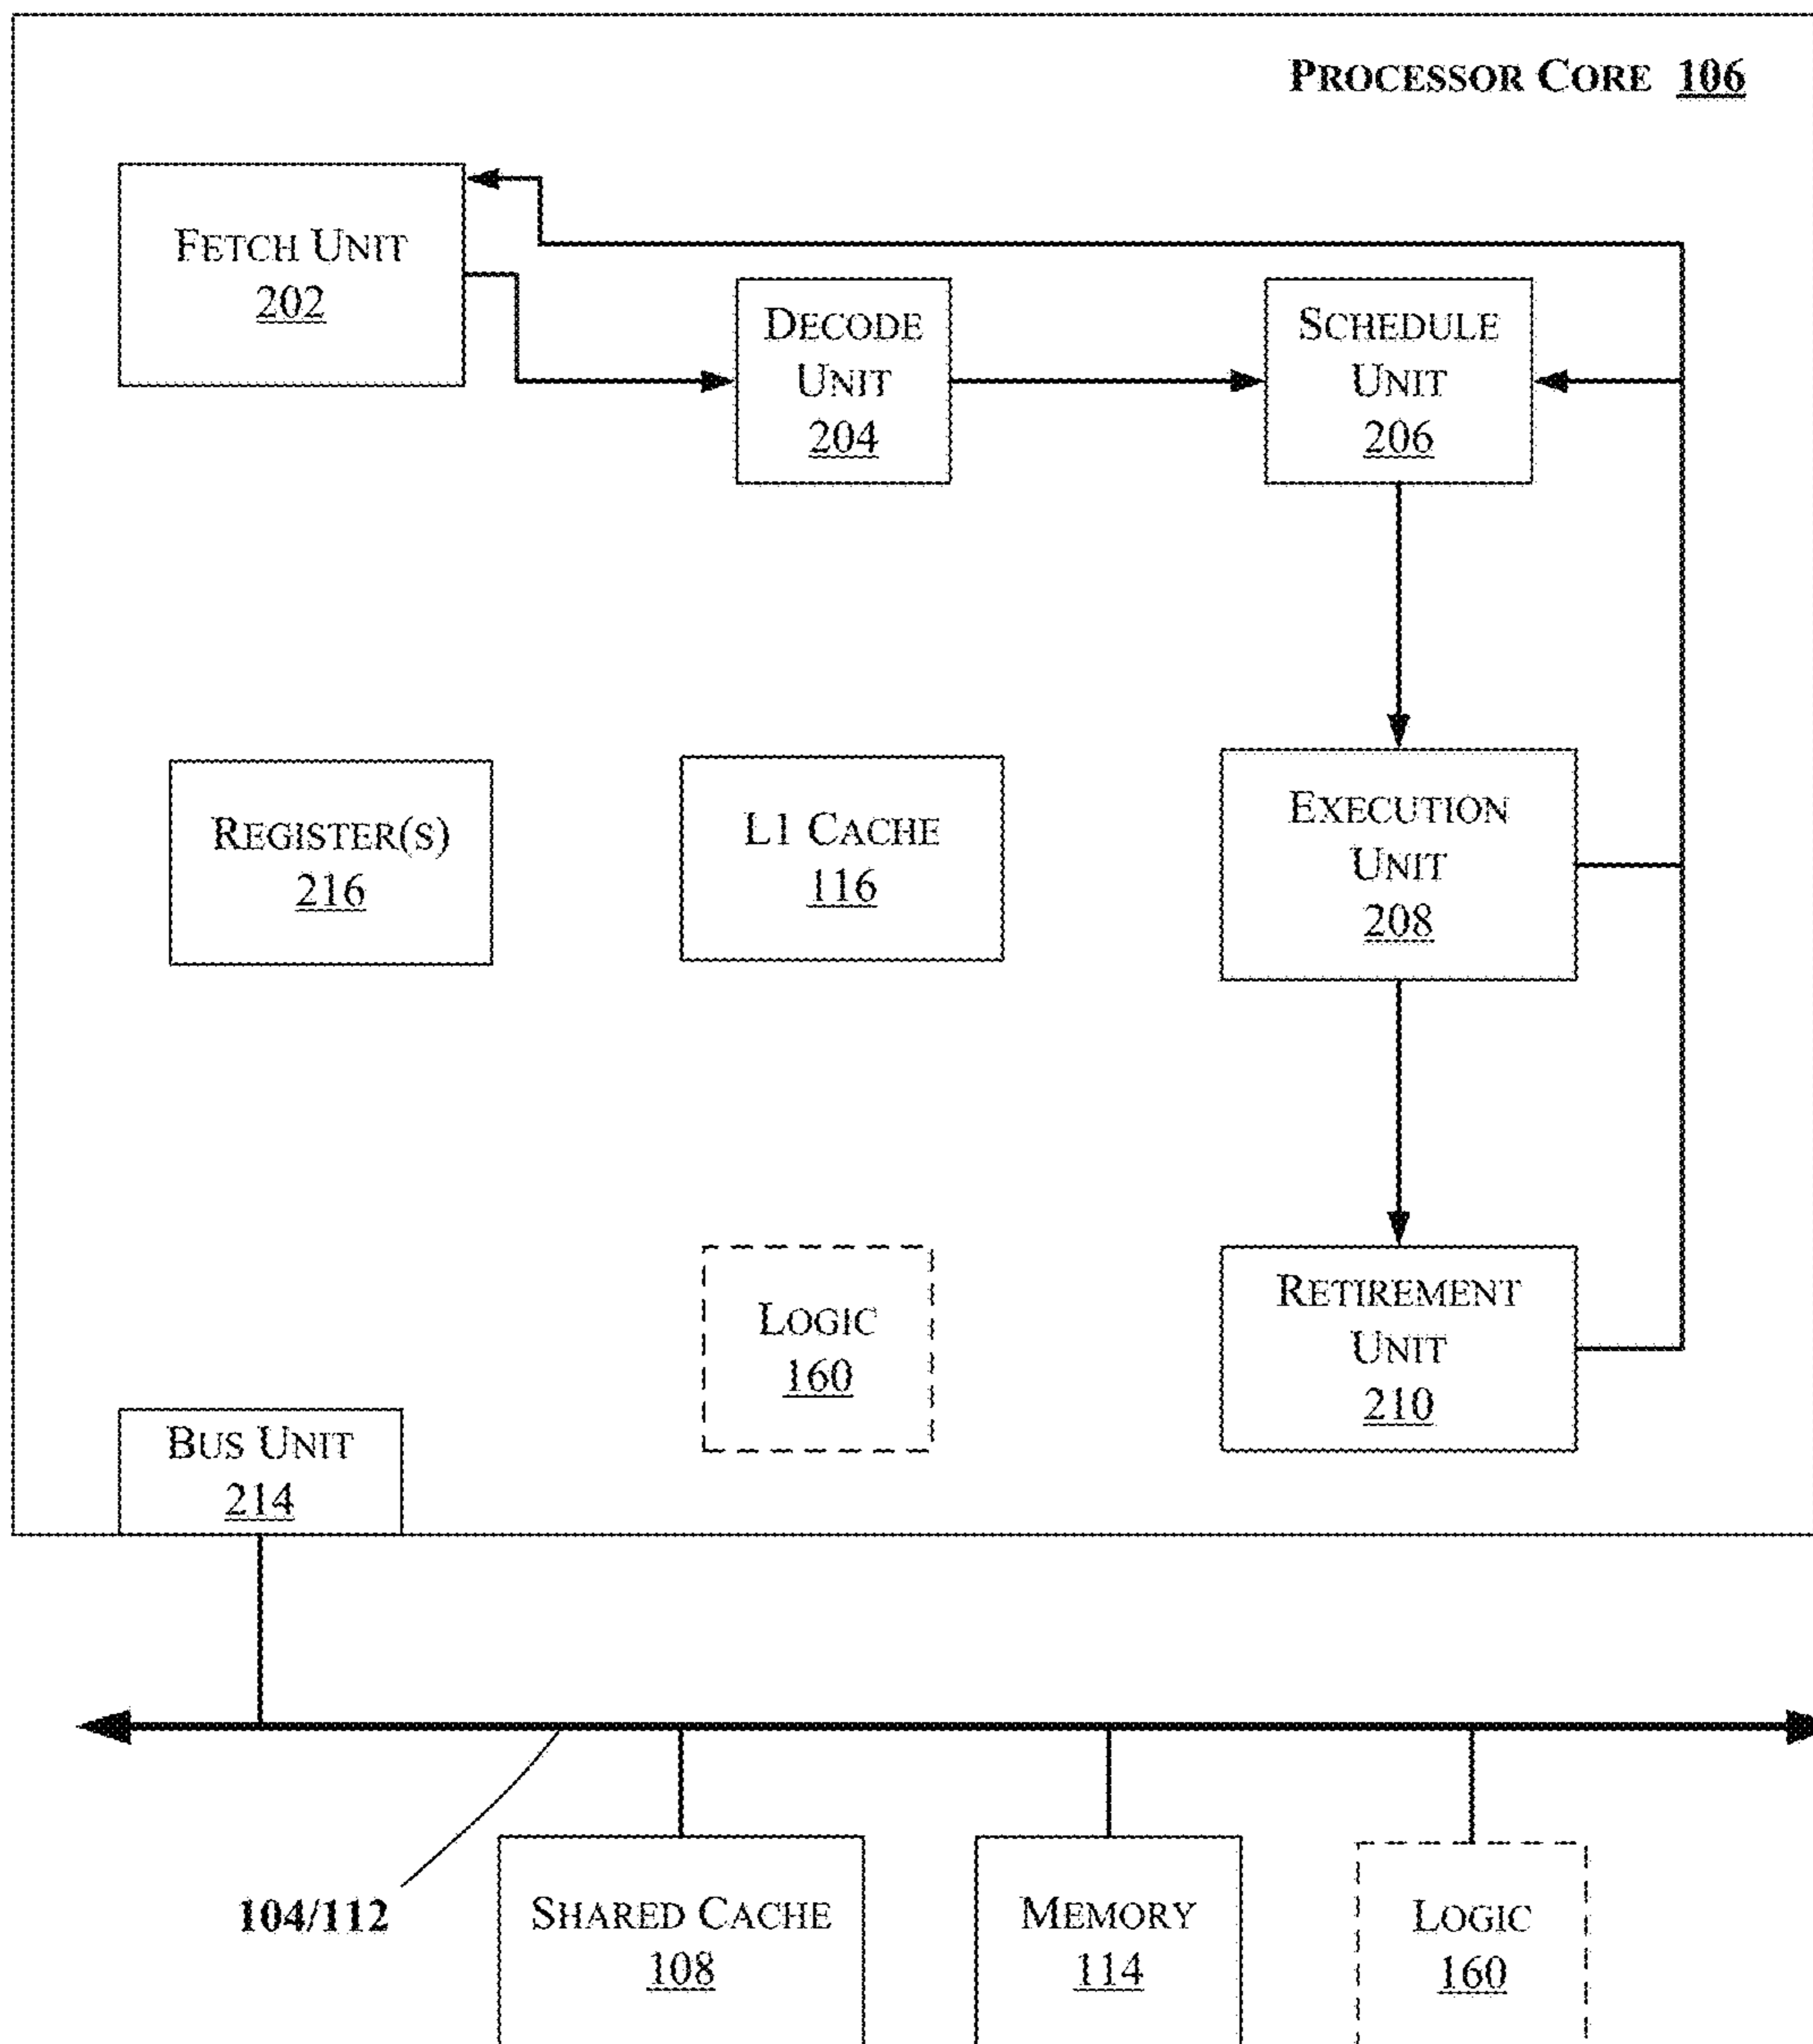 PROCESSOR CORE 106
FETCH UNIT
202
DECODE
UNIT
204
SCHEDULE
UNIT
206
REGISTER(S)
216
L1 CACHE
116
EXECUTION
UNIT
208
LOGIC
160
RETIREMENT
UNIT
210
BUS UNIT
214
104/112
SHARED CACHE
108
MEMORY
114
LOGIC
160